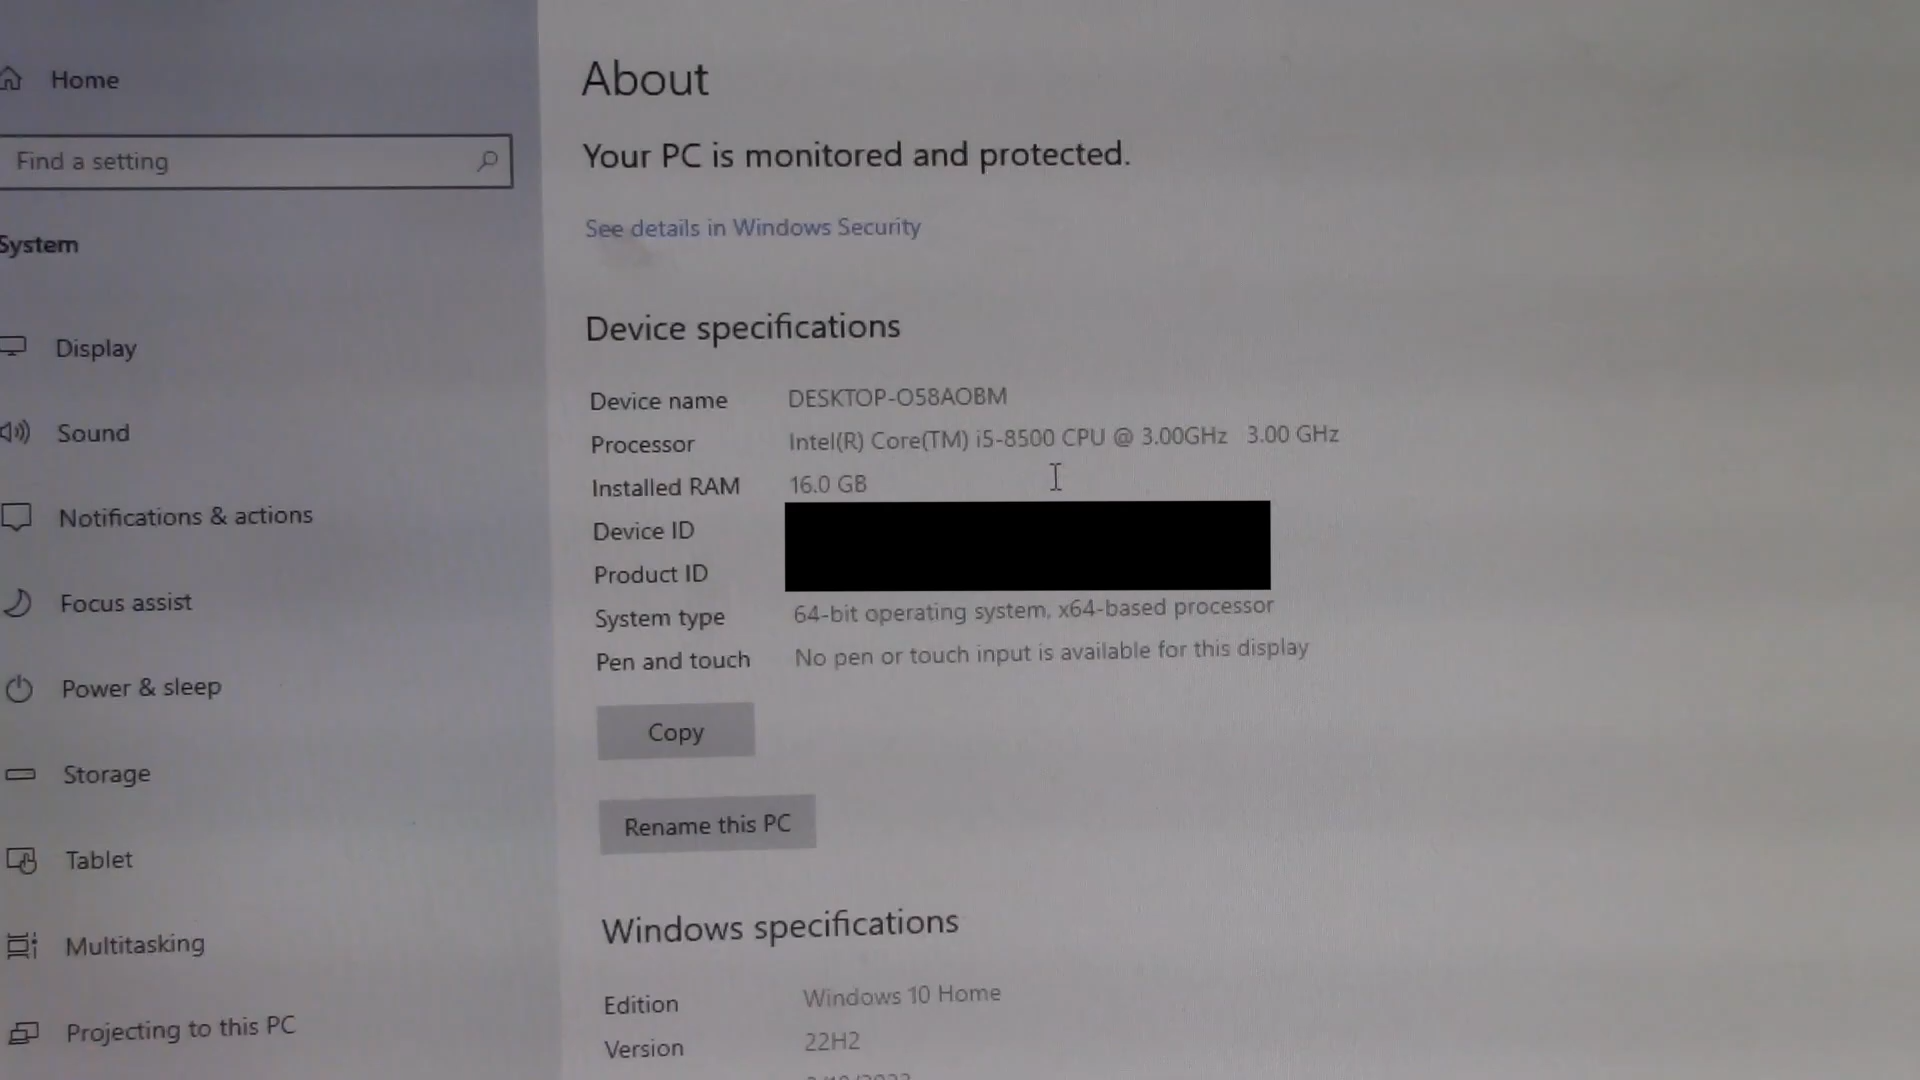 Home
Find a setting
System
Display
Sound
Notifications & actions
Focus assist
Power & sleep
Storage
Tablet
Multitasking
Projecting to this PC
About
Your PC is monitored and protected.
See details in Windows Security
Device specifications
Device name DESKTOP-O58AOBM
Processor Intel(R) Core(TM) i5-8500 CPU @ 3.00GHz 3.00 GHz
Installed RAM 16.0 GB
Device ID
Product ID
System type 64-bit operating system, x64-based processor
Pen and touch No pen or touch input is available for this display
Copy
Rename this PC
Windows specifications
Edition Windows 10 Home
Version 22H2